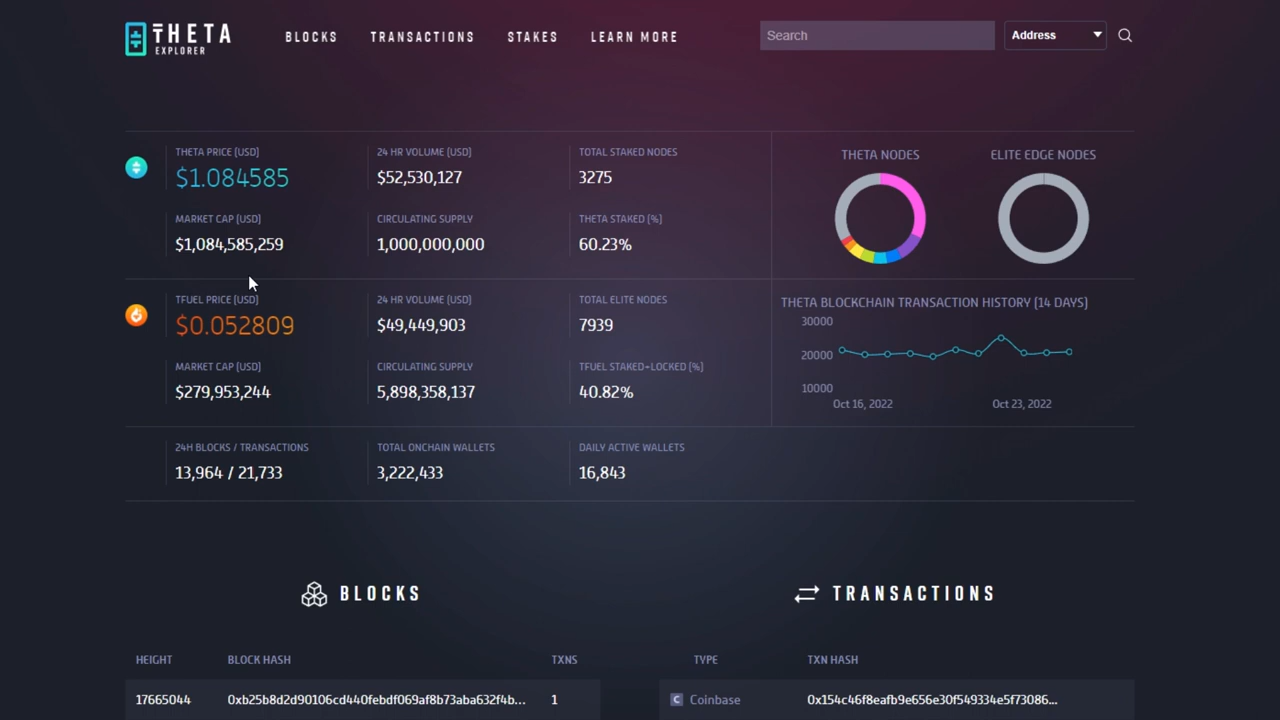 THETA
EXPLORER
BLOCKS
TRANSACTIONS
STAKES
LEARN MORE
Search
Address
THETA PRICE (USD)
$1.084585
24 HR VOLUME (USD)
$52,530,127
TOTAL STAKED NODES
3275
MARKET CAP (USD)
$1,084,585,259
CIRCULATING SUPPLY
1,000,000,000
THETA STAKED (%)
60.23%
THETA NODES
ELITE EDGE NODES
TFUEL PRICE (USD)
$0.052809
24 HR VOLUME (USD)
$49,449,903
TOTAL ELITE NODES
7939
MARKET CAP (USD)
$279,953,244
CIRCULATING SUPPLY
5,898,358,137
TFUEL STAKED+LOCKED (%)
40.82%
THETA BLOCKCHAIN TRANSACTION HISTORY (14 DAYS)
30000
20000
10000
Oct 16, 2022
Oct 23, 2022
24H BLOCKS / TRANSACTIONS
13,964 / 21,733
TOTAL ONCHAIN WALLETS
3,222,433
DAILY ACTIVE WALLETS
16,843
BLOCKS
HEIGHT
BLOCK HASH
TXNS
17665044
0xb25b8d2d90106cd440febdf069af8b73aba632f4b...
1
TRANSACTIONS
TYPE
TXN HASH
C Coinbase
0x154c46f8eafb9e656e30f549334e5f73086...